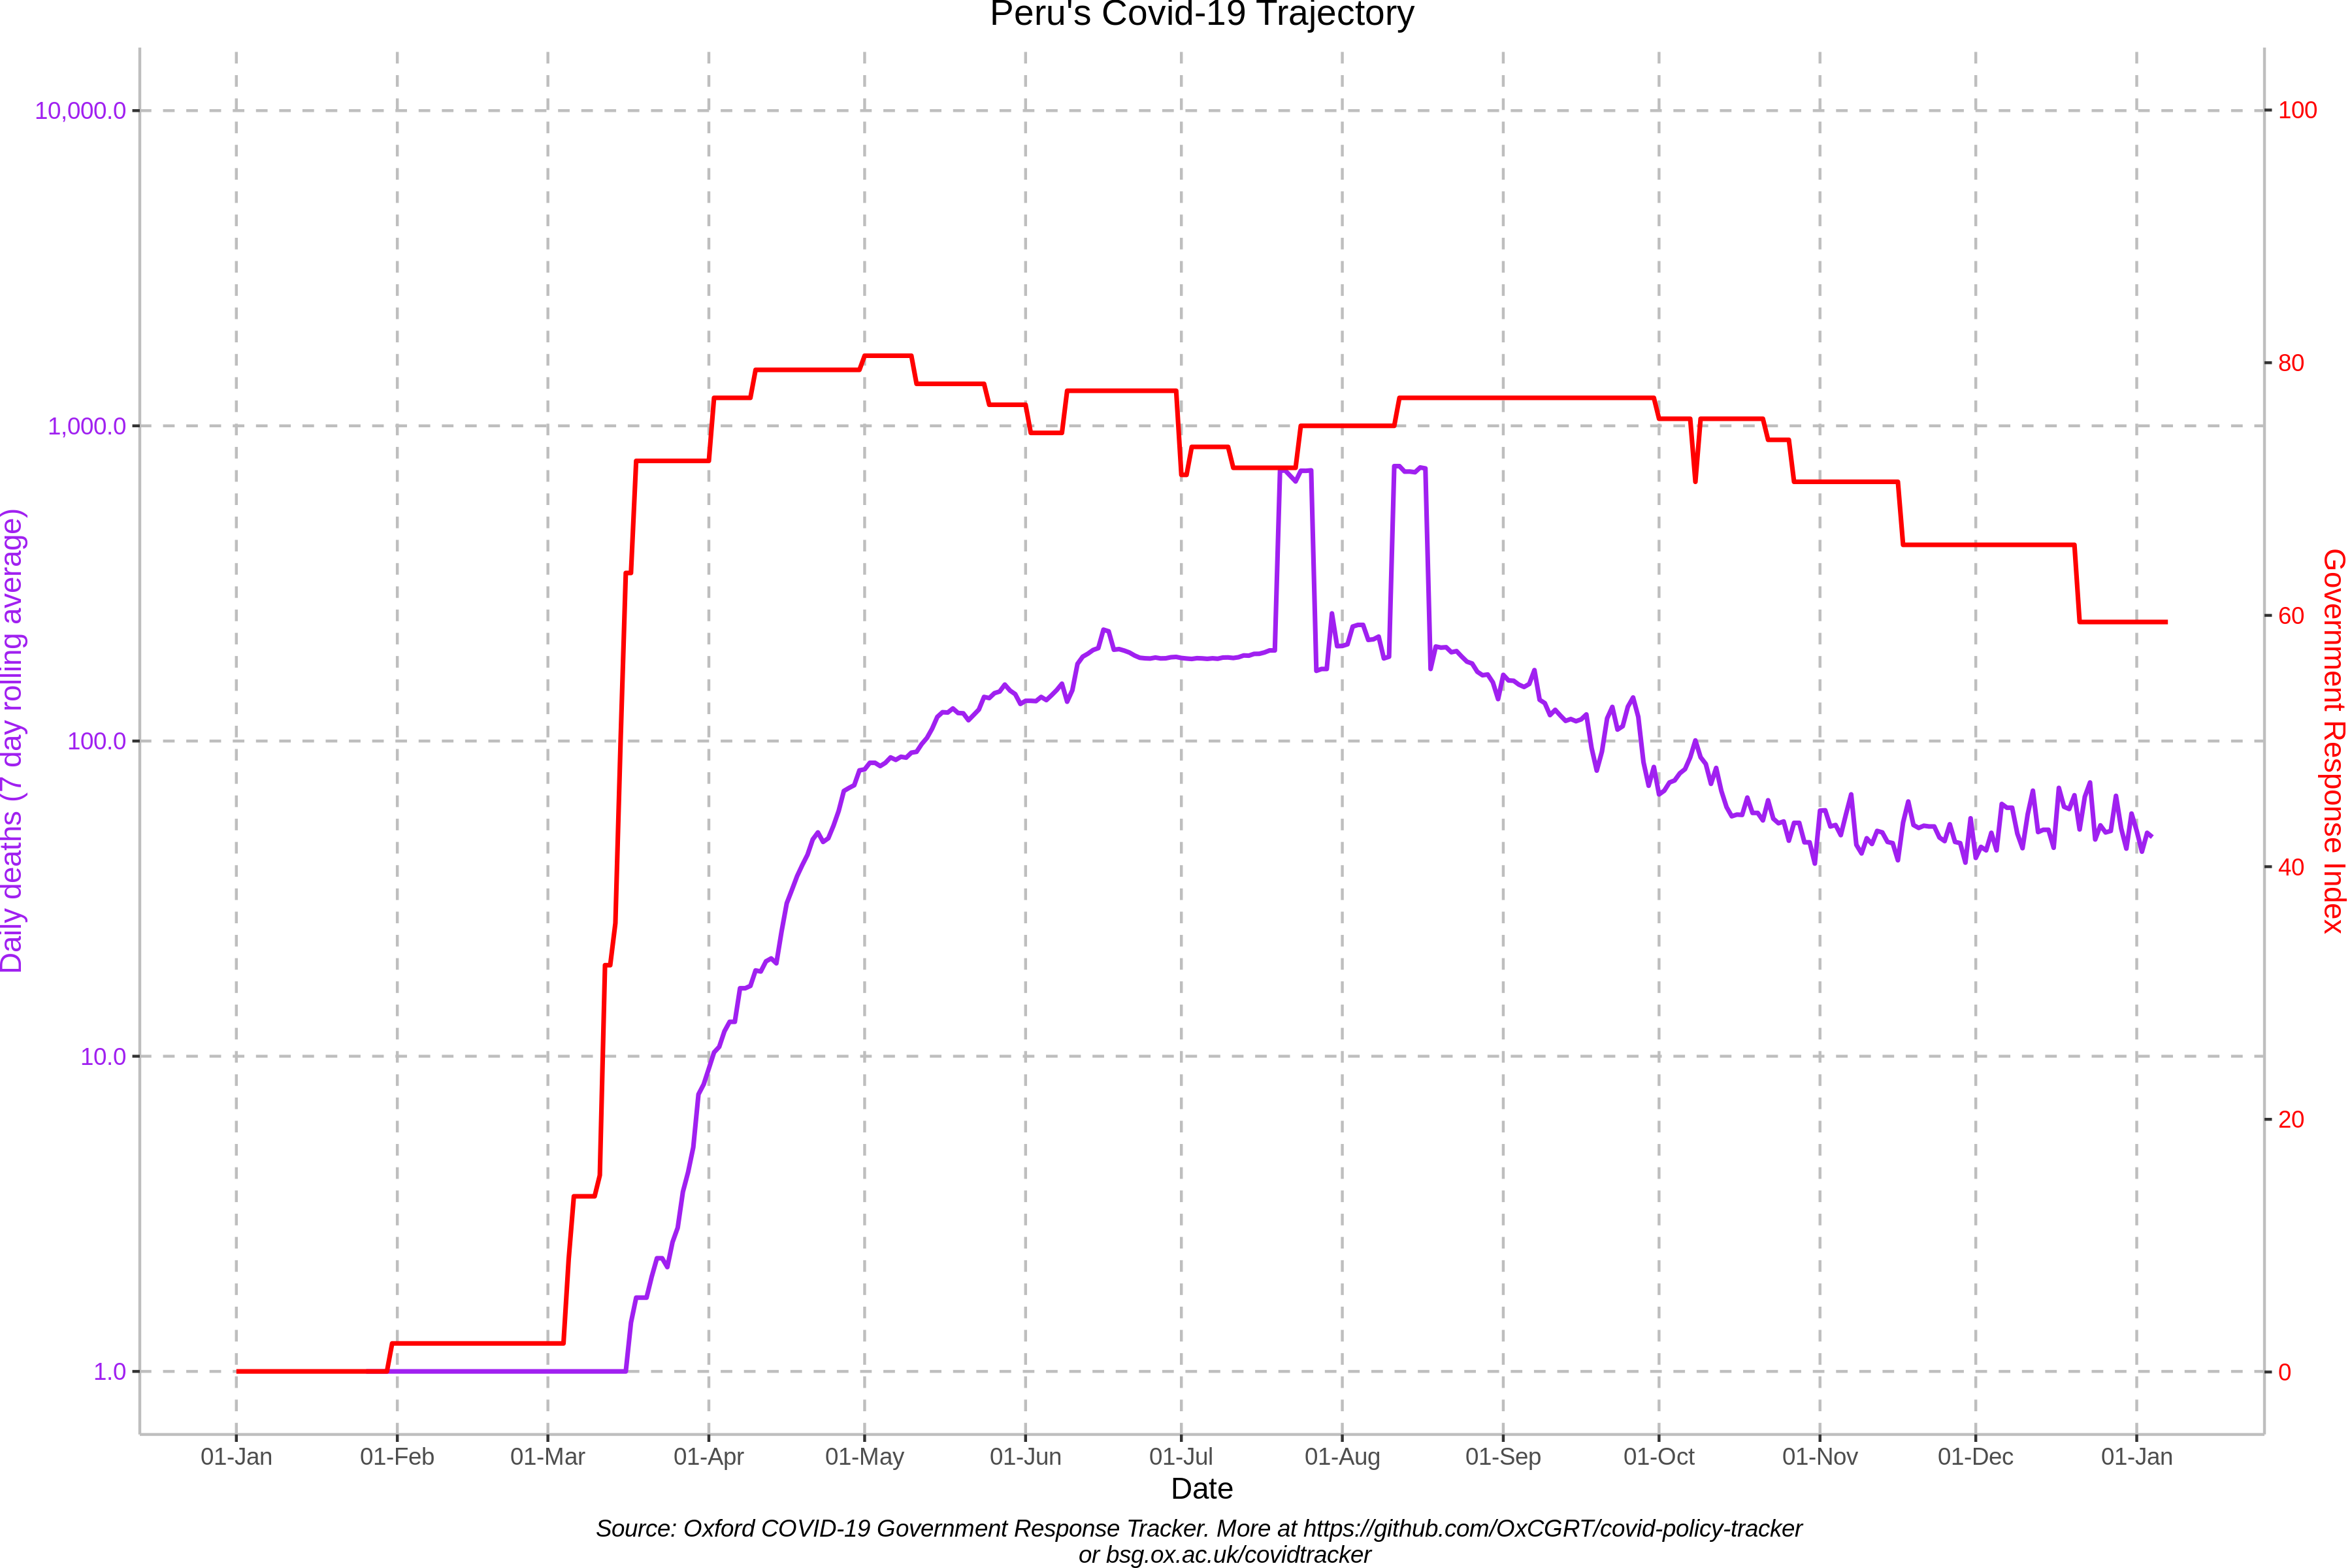 Peru's Covid-19 Trajectory
10,000.0
1,000.0
100.0
10.0
1.0
Daily deaths (7 day rolling average)
100
80
60
40
20
0
Government Response Index
01-Jan
01-Feb
01-Mar
01-Apr
01-May
01-Jun
01-Jul
01-Aug
01-Sep
01-Oct
01-Nov
01-Dec
01-Jan
Date
Source: Oxford COVID-19 Government Response Tracker. More at https://github.com/OxCGRT/covid-policy-tracker
or bsg.ox.ac.uk/covidtracker